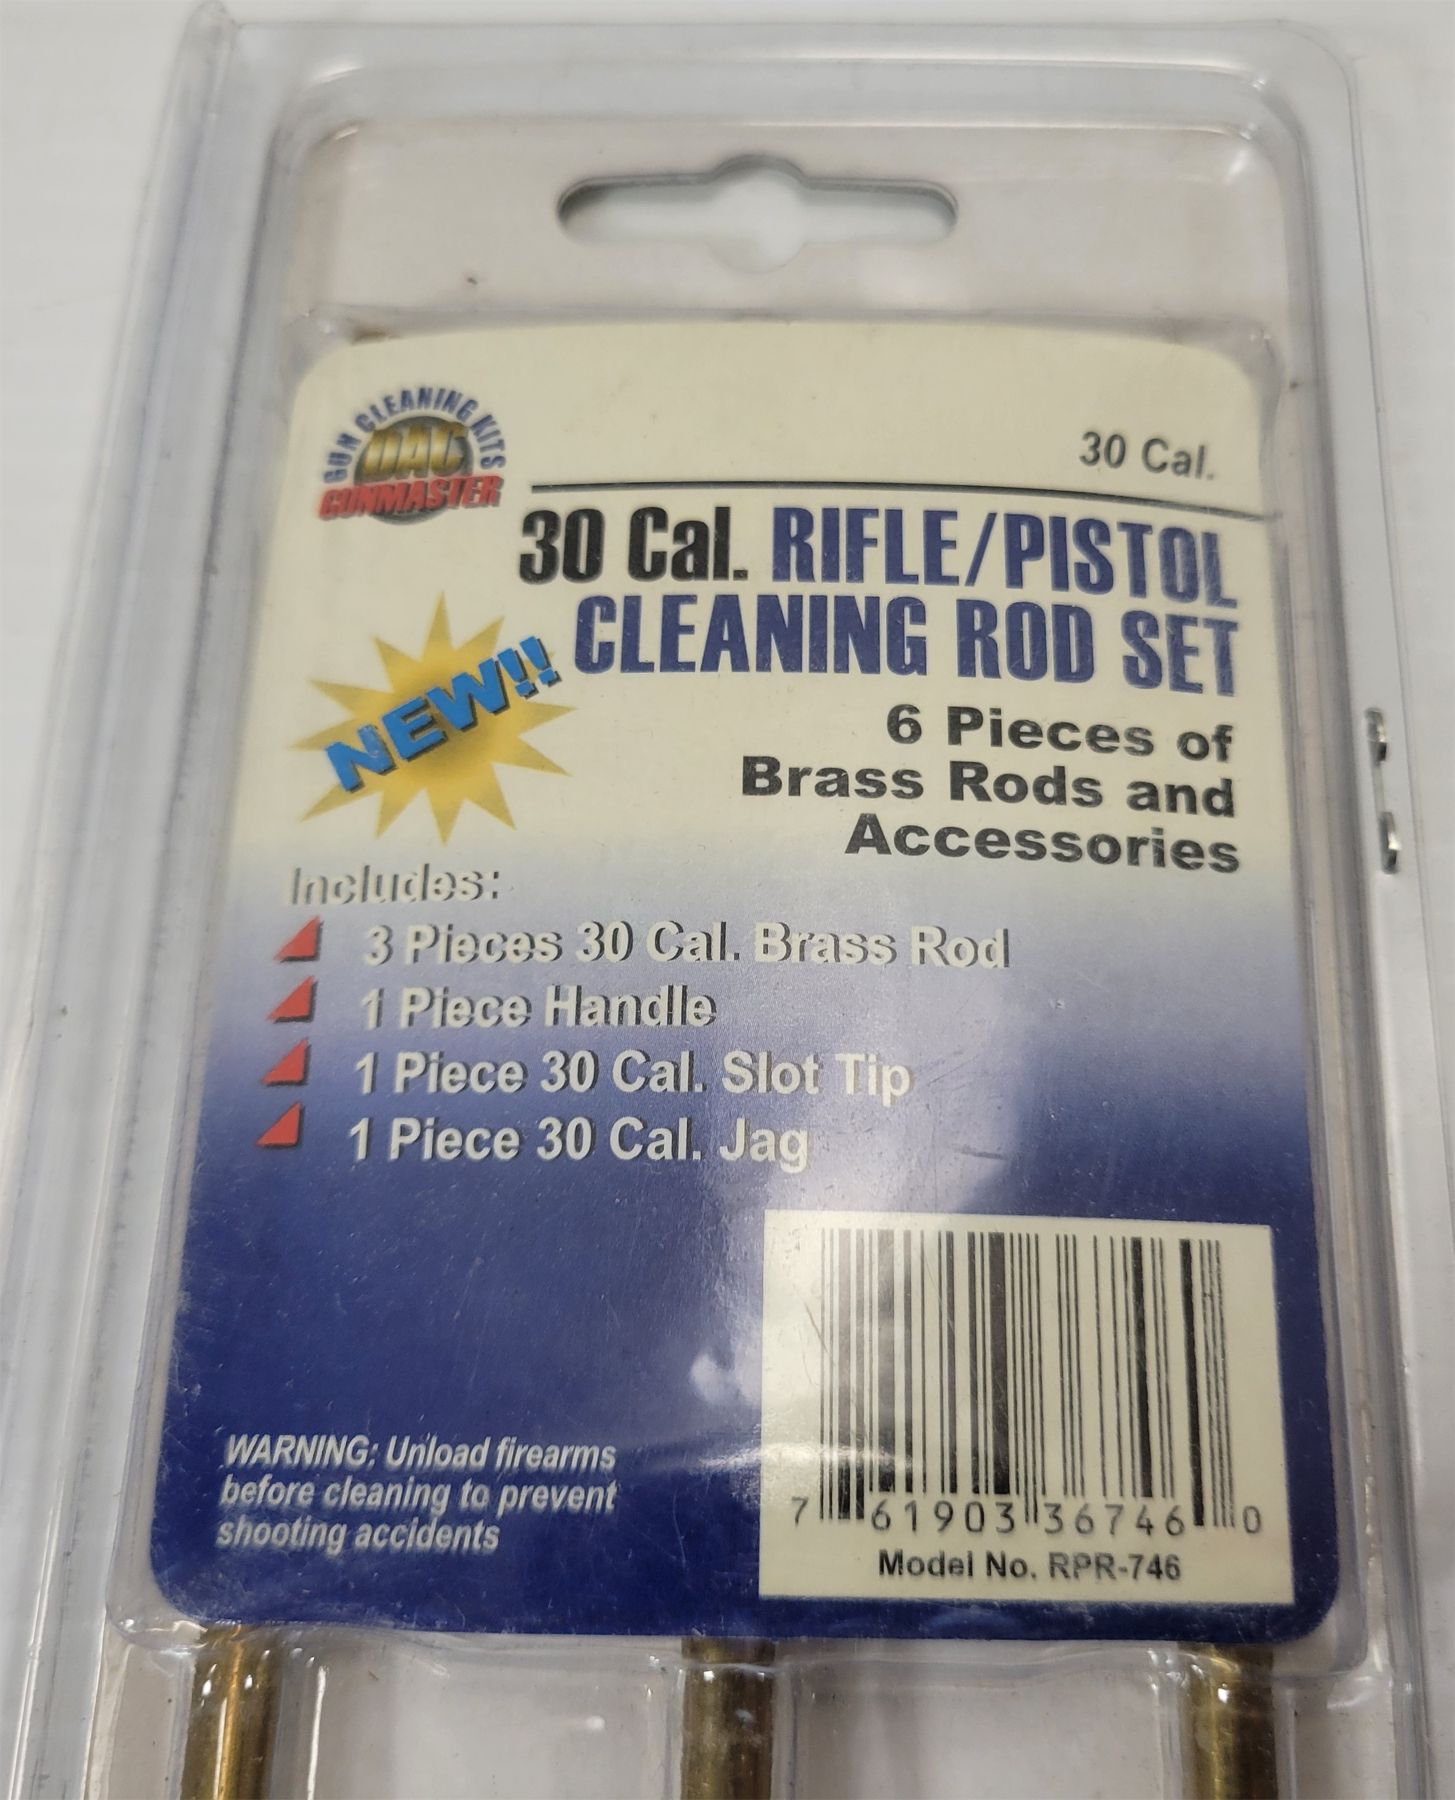 GUN CLEANING KITS
DAC
GUNMASTER
30 Cal.
30 Cal. RIFLE/PISTOL
CLEANING ROD SET
NEW!!
6 Pieces of
Brass Rods and
Accessories
Includes:
3 Pieces 30 Cal. Brass Rod
1 Piece Handle
1 Piece 30 Cal. Slot Tip
1 Piece 30 Cal. Jag
WARNING: Unload firearms
before cleaning to prevent
shooting accidents
7 61903 36746 0
Model No. RPR-746